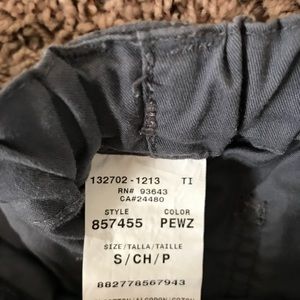 132702-1213 TI
RN# 93643
CA#24480
STYLE COLOR
857455 PEWZ
SIZE/TALLA/TAILLE
S/CH/P
882778567943